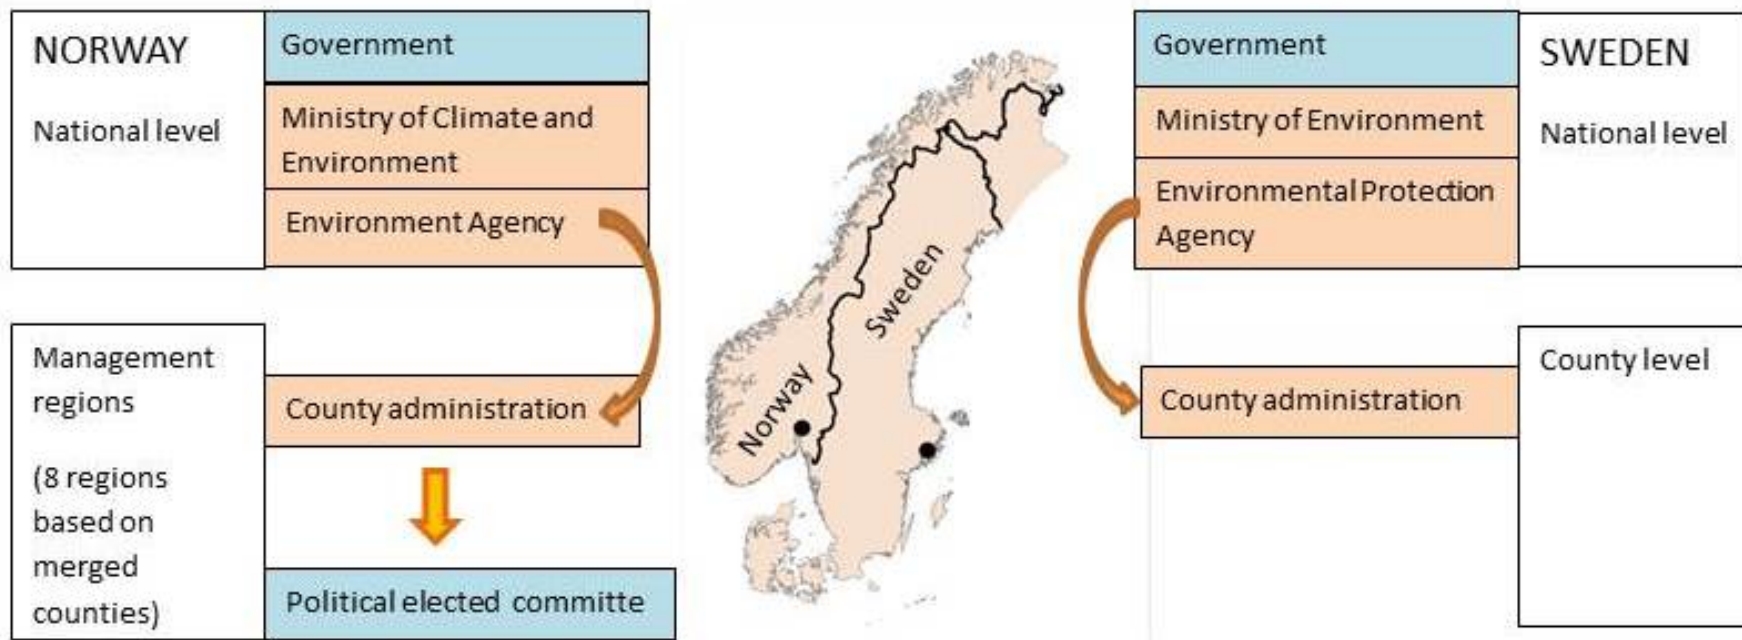 NORWAY
National level
Government
Ministry of Climate and
Environment
Environment Agency
Management
regions
(8 regions
based on
merged
counties)
County administration
Political elected committe
Norway
Sweden
Government
Ministry of Environment
Environmental Protection
Agency
SWEDEN
National level
County administration
County level